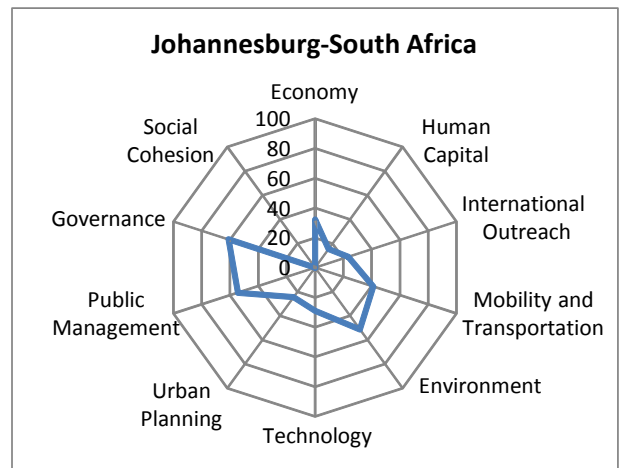 Johannesburg-South Africa
Economy
Human
Capital
International
Outreach
Mobility and
Transportation
Environment
Technology
Urban
Planning
Public
Management
Governance
Social
Cohesion
100
80
60
40
20
0